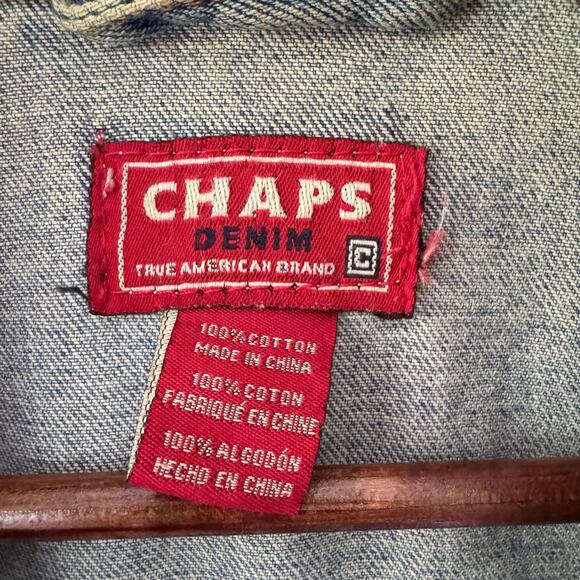 CHAPS
DENIM
TRUE AMERICAN BRAND C
100% COTTON
MADE IN CHINA
100% COTON
FABRIQUÉ EN CHINE
100% ALGODÓN
HECHO EN CHINA